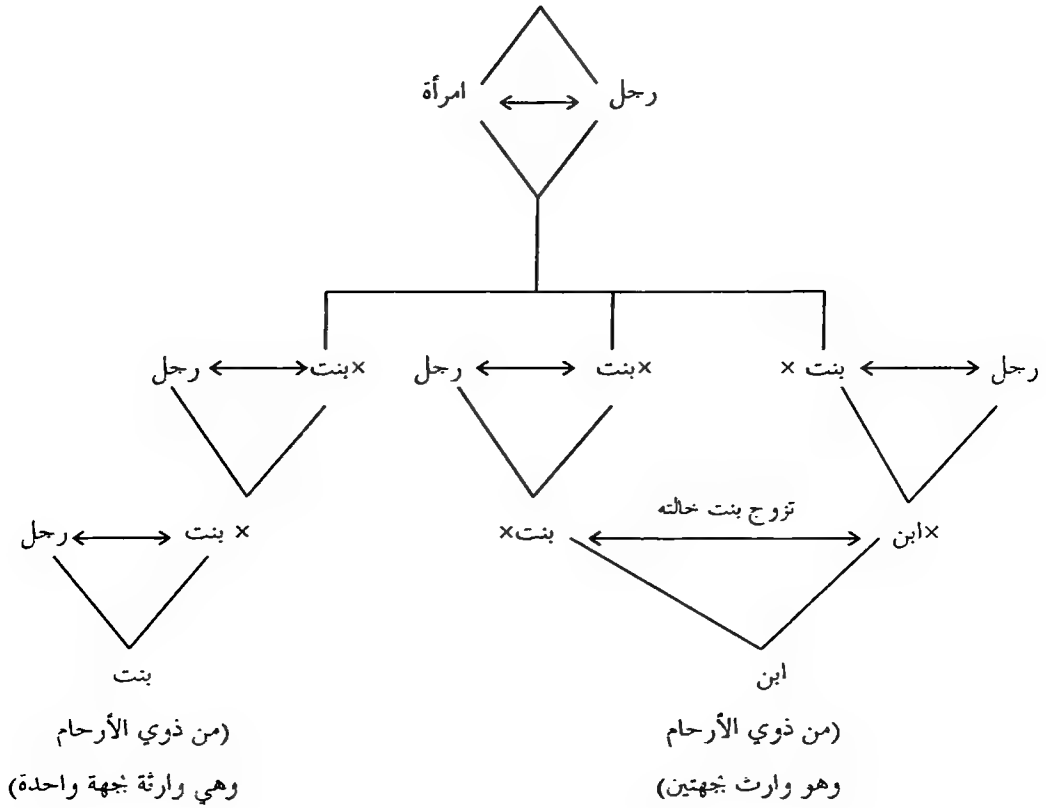 رجل امرأة
رجل بنت × ×بنت رجل ×بنت رجل
تزوج بنت خالته
×ابن بنت× × بنت رجل
ابن بنت
(من ذوي الأرحام (من ذوي الأرحام
وهو وارث بجهتين) وهي وارثة بجهة واحدة)